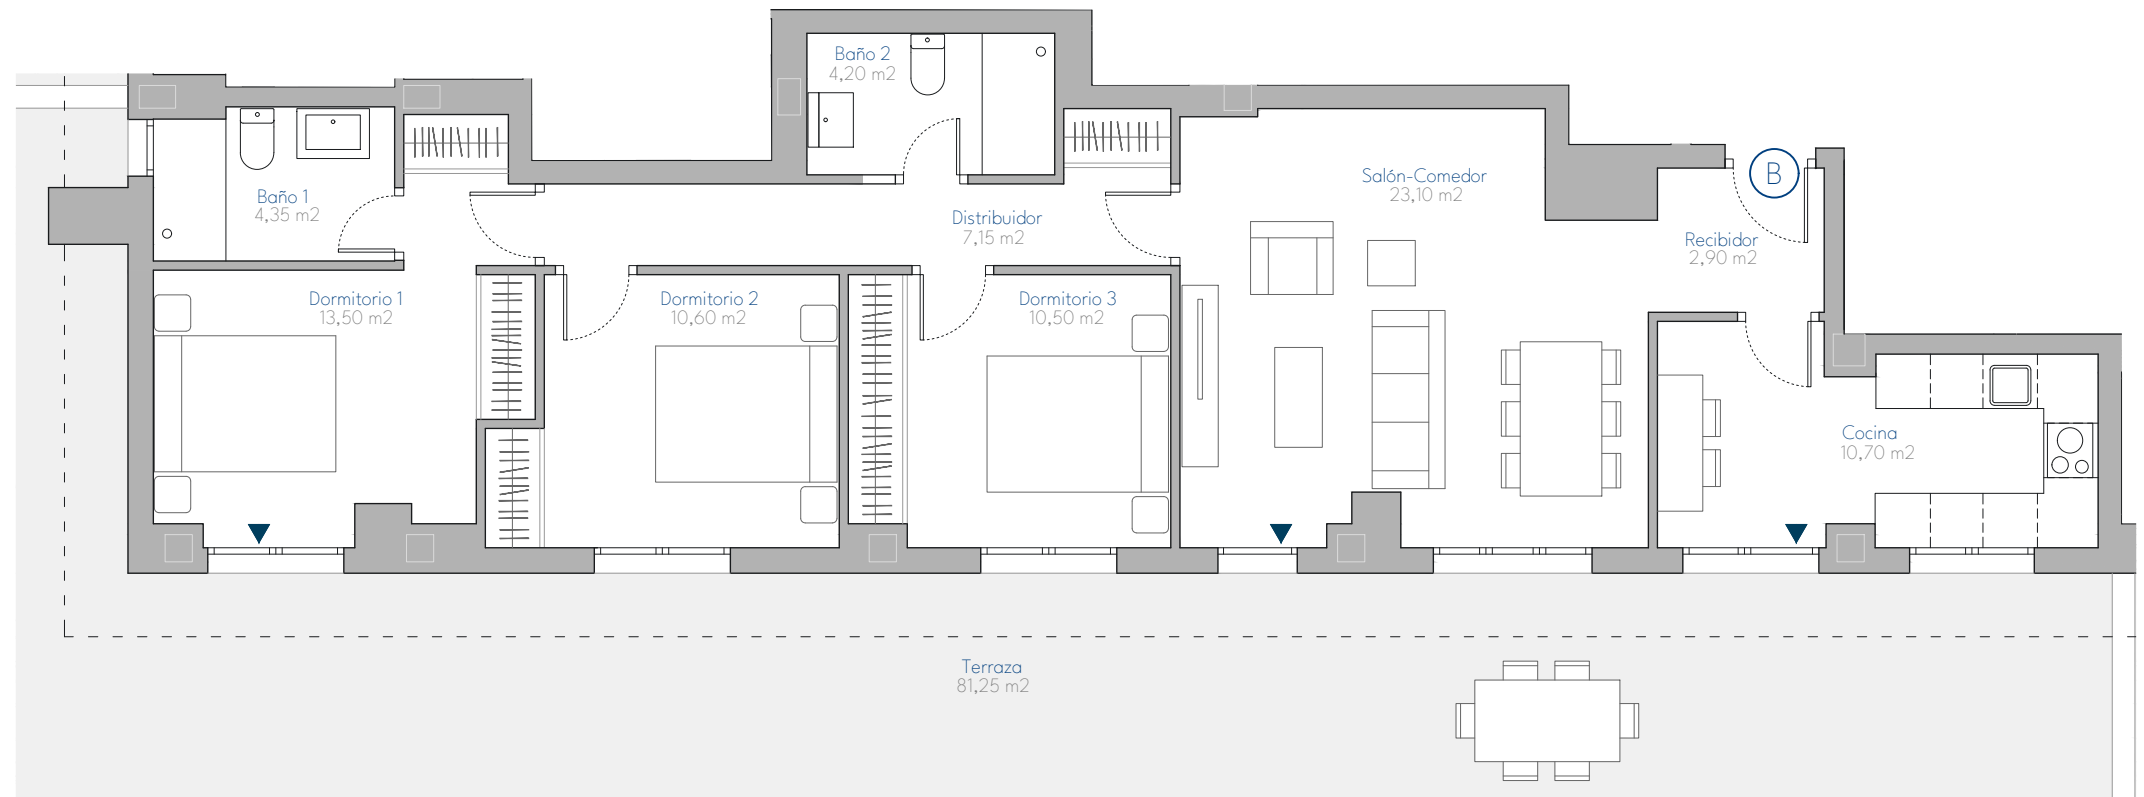 Baño 2
4,20 m2
B
Salón-Comedor
23,10 m2
Baño 1
4,35 m2
Distribuidor
7,15 m2
Recibidor
2,90 m2
Dormitorio 1
13,50 m2
Dormitorio 2
10,60 m2
Dormitorio 3
10,50 m2
Cocina
10,70 m2
Terraza
81,25 m2